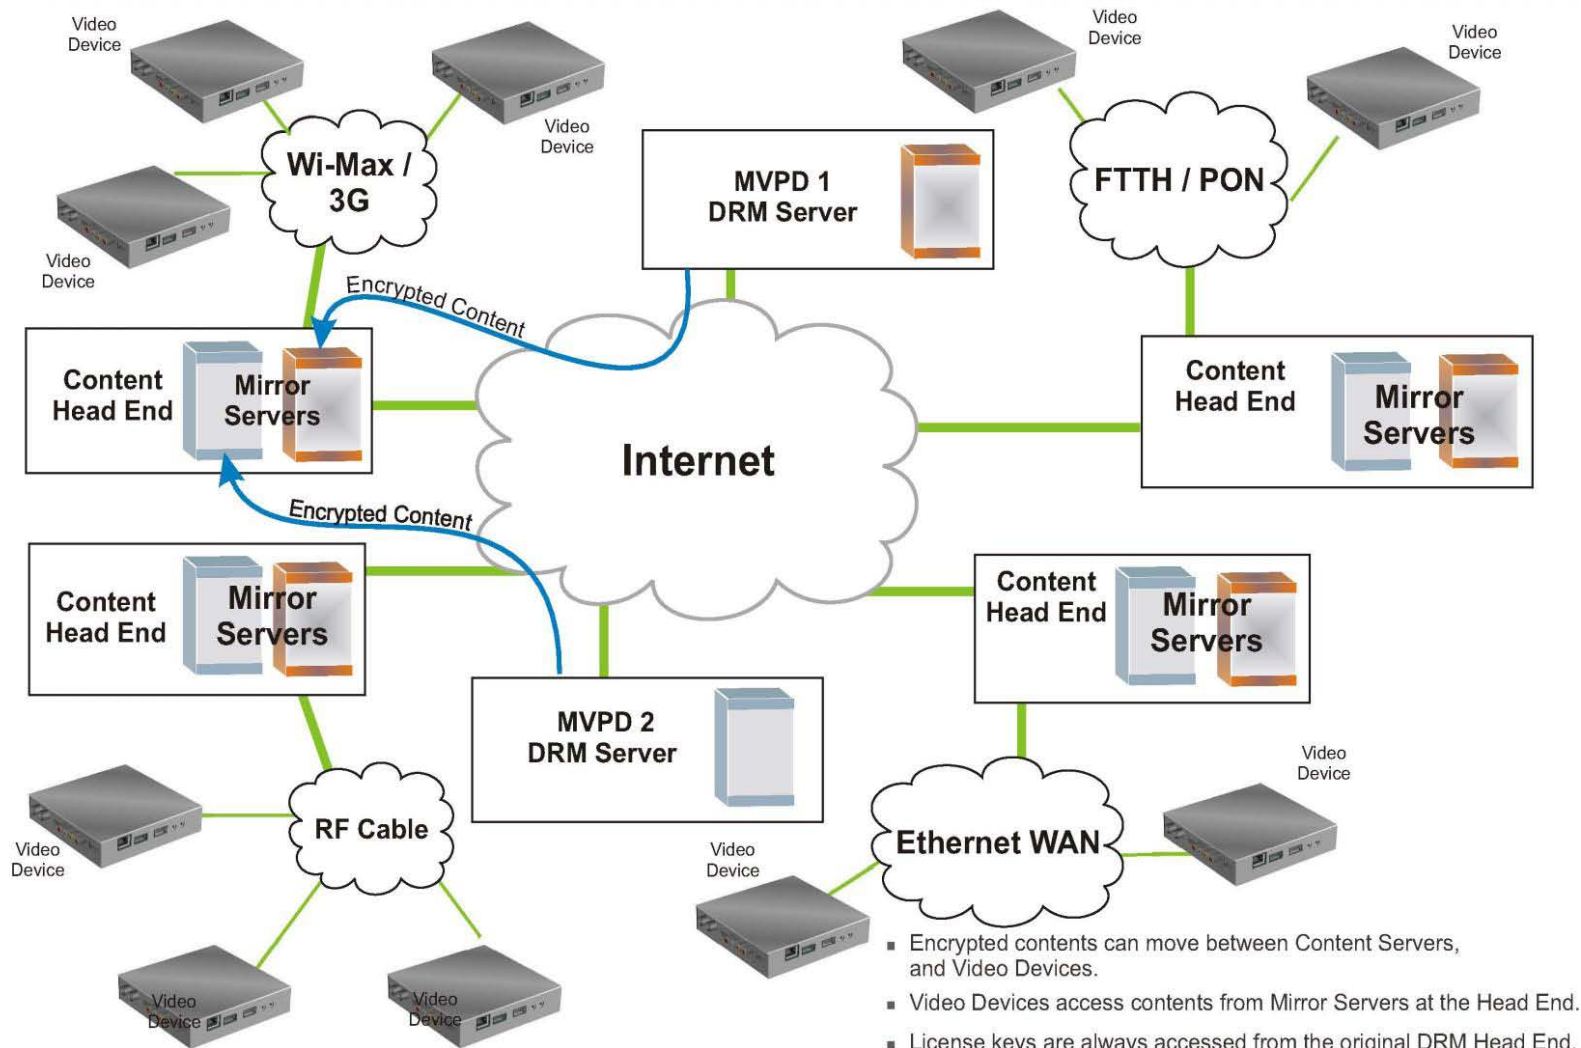 Video
Device
Video
Device
Video
Device
Wi-Max /
3G
Video
Device
Video
Device
Video
Device
FTTH / PON
MVPD 1
DRM Server
Encrypted Content
Content
Head End
Mirror
Servers
Internet
Content
Head End
Mirror
Servers
Encrypted Content
Content
Head End
Mirror
Servers
Content
Head End
Mirror
Servers
MVPD 2
DRM Server
RF Cable
Video
Device
Video
Device
Video
Device
Ethernet WAN
Video
Device
Video
Device
▪ Encrypted contents can move between Content Servers,
and Video Devices.
▪ Video Devices access contents from Mirror Servers at the Head End.
▪ License keys are always accessed from the original DRM Head End.